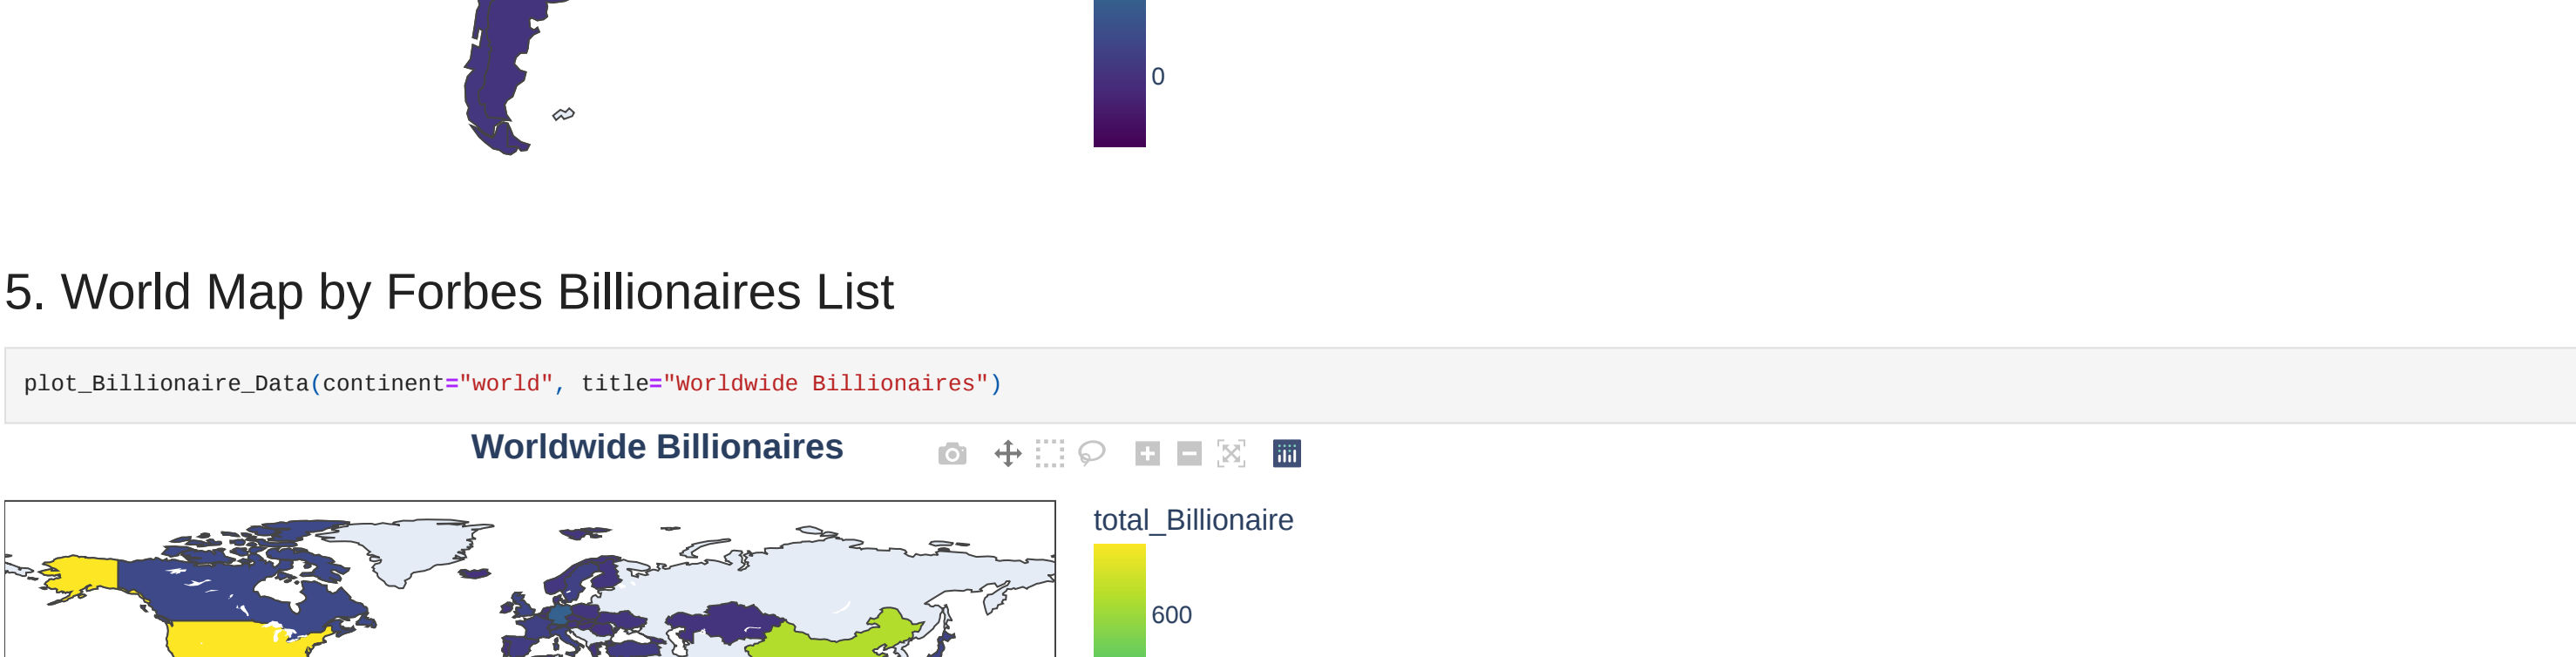 0
5. World Map by Forbes Billionaires List
plot_Billionaire_Data(continent="world", title="Worldwide Billionaires")
Worldwide Billionaires
total_Billionaire
600